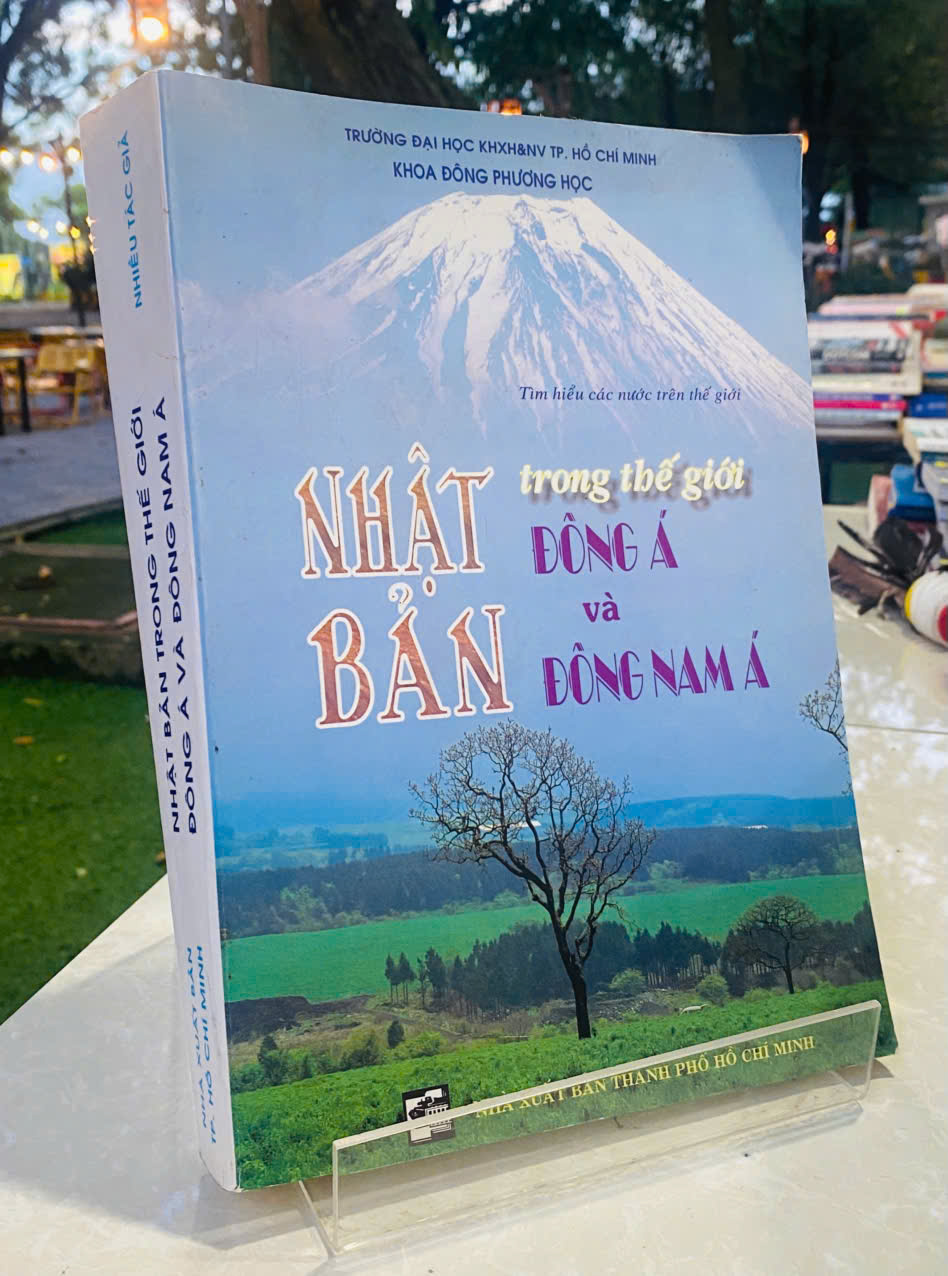 TRƯỜNG ĐẠI HỌC KHXH&NV TP. HỒ CHÍ MINH
KHOA ĐÔNG PHƯƠNG HỌC
Tìm hiểu các nước trên thế giới
NHẬT
BẢN
trong thế giới
ĐÔNG Á
và
ĐÔNG NAM Á
NHÀ XUẤT BẢN THÀNH PHỐ HỒ CHÍ MINH
NHIỀU TÁC GIẢ
NHẬT BẢN TRONG THẾ GIỚI
ĐÔNG Á VÀ ĐÔNG NAM Á
NHÀ XUẤT BẢN
TP. HỒ CHÍ MINH